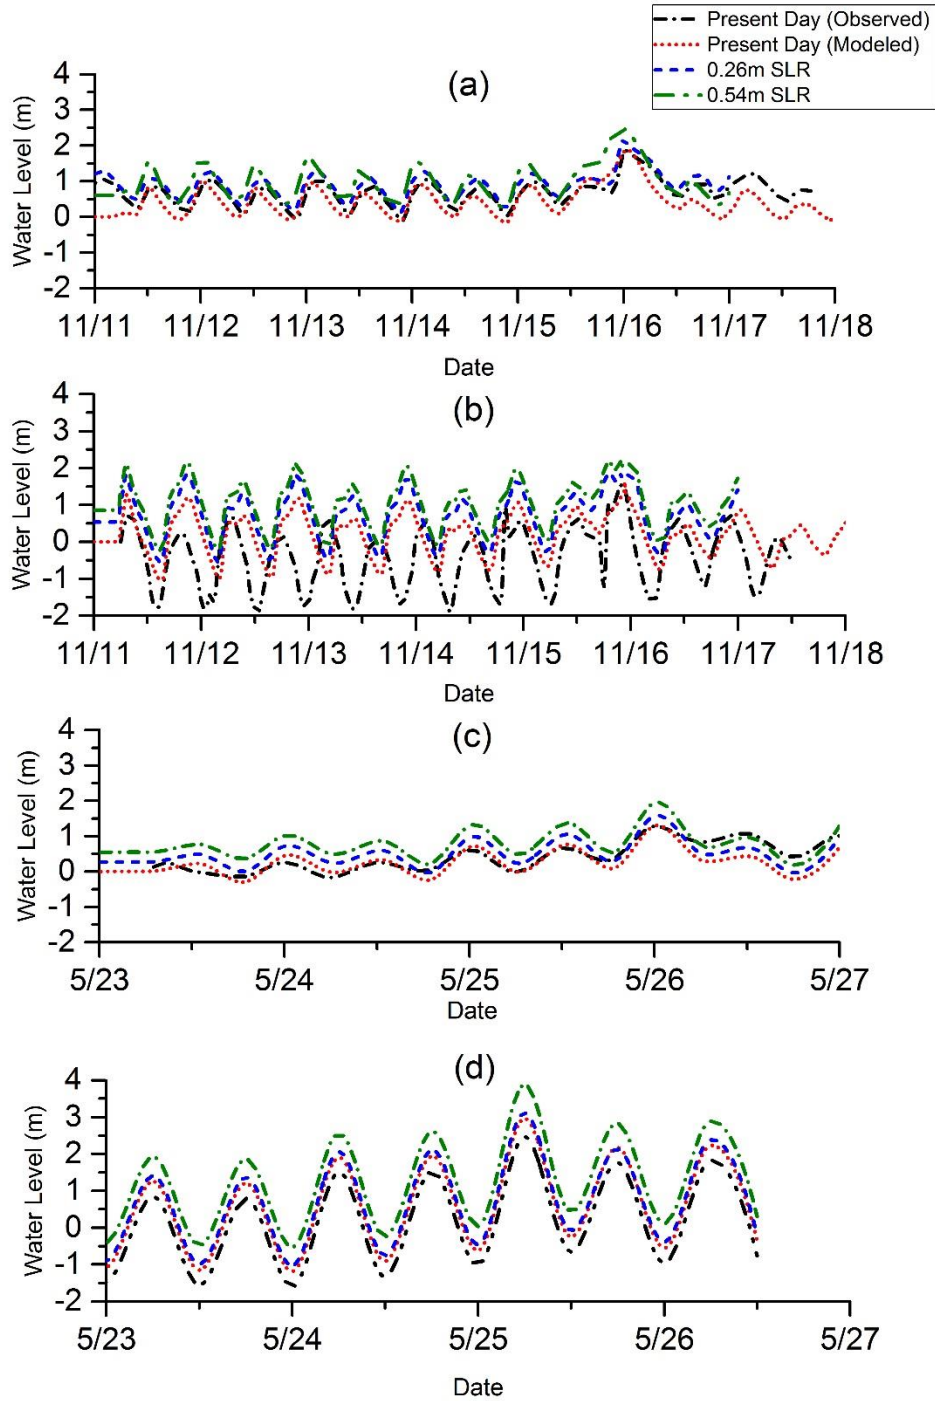 Present Day (Observed)
Present Day (Modeled)
0.26m SLR
0.54m SLR
(a)
Water Level (m)
4
3
2
1
0
-1
-2
11/11 11/12 11/13 11/14 11/15 11/16 11/17 11/18
Date
(b)
Water Level (m)
4
3
2
1
0
-1
-2
11/11 11/12 11/13 11/14 11/15 11/16 11/17 11/18
Date
(c)
Water Level (m)
4
3
2
1
0
-1
-2
5/23 5/24 5/25 5/26 5/27
Date
(d)
Water Level (m)
4
3
2
1
0
-1
-2
5/23 5/24 5/25 5/26 5/27
Date